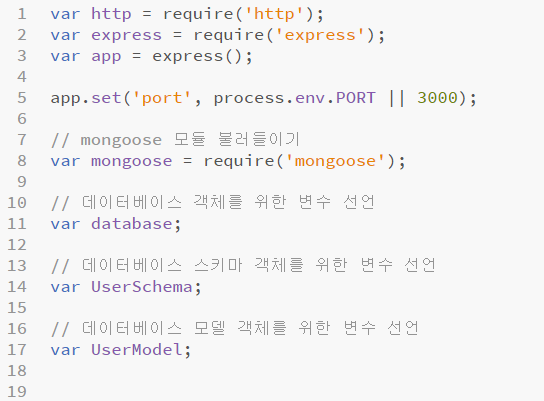 1 var http = require('http');
2 var express = require('express');
3 var app = express();
4
5 app.set('port', process.env.PORT || 3000);
6
7 // mongoose 모듈 불러들이기
8 var mongoose = require('mongoose');
9
10 // 데이터베이스 객체를 위한 변수 선언
11 var database;
12
13 // 데이터베이스 스키마 객체를 위한 변수 선언
14 var UserSchema;
15
16 // 데이터베이스 모델 객체를 위한 변수 선언
17 var UserModel;
18
19